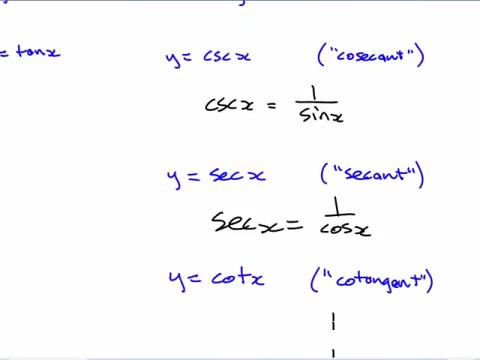 = tanx
y = cscx ("cosecant")
cscx = 1/sinx
y = secx ("secant")
secx = 1/cosx
y = cotx ("cotangent")